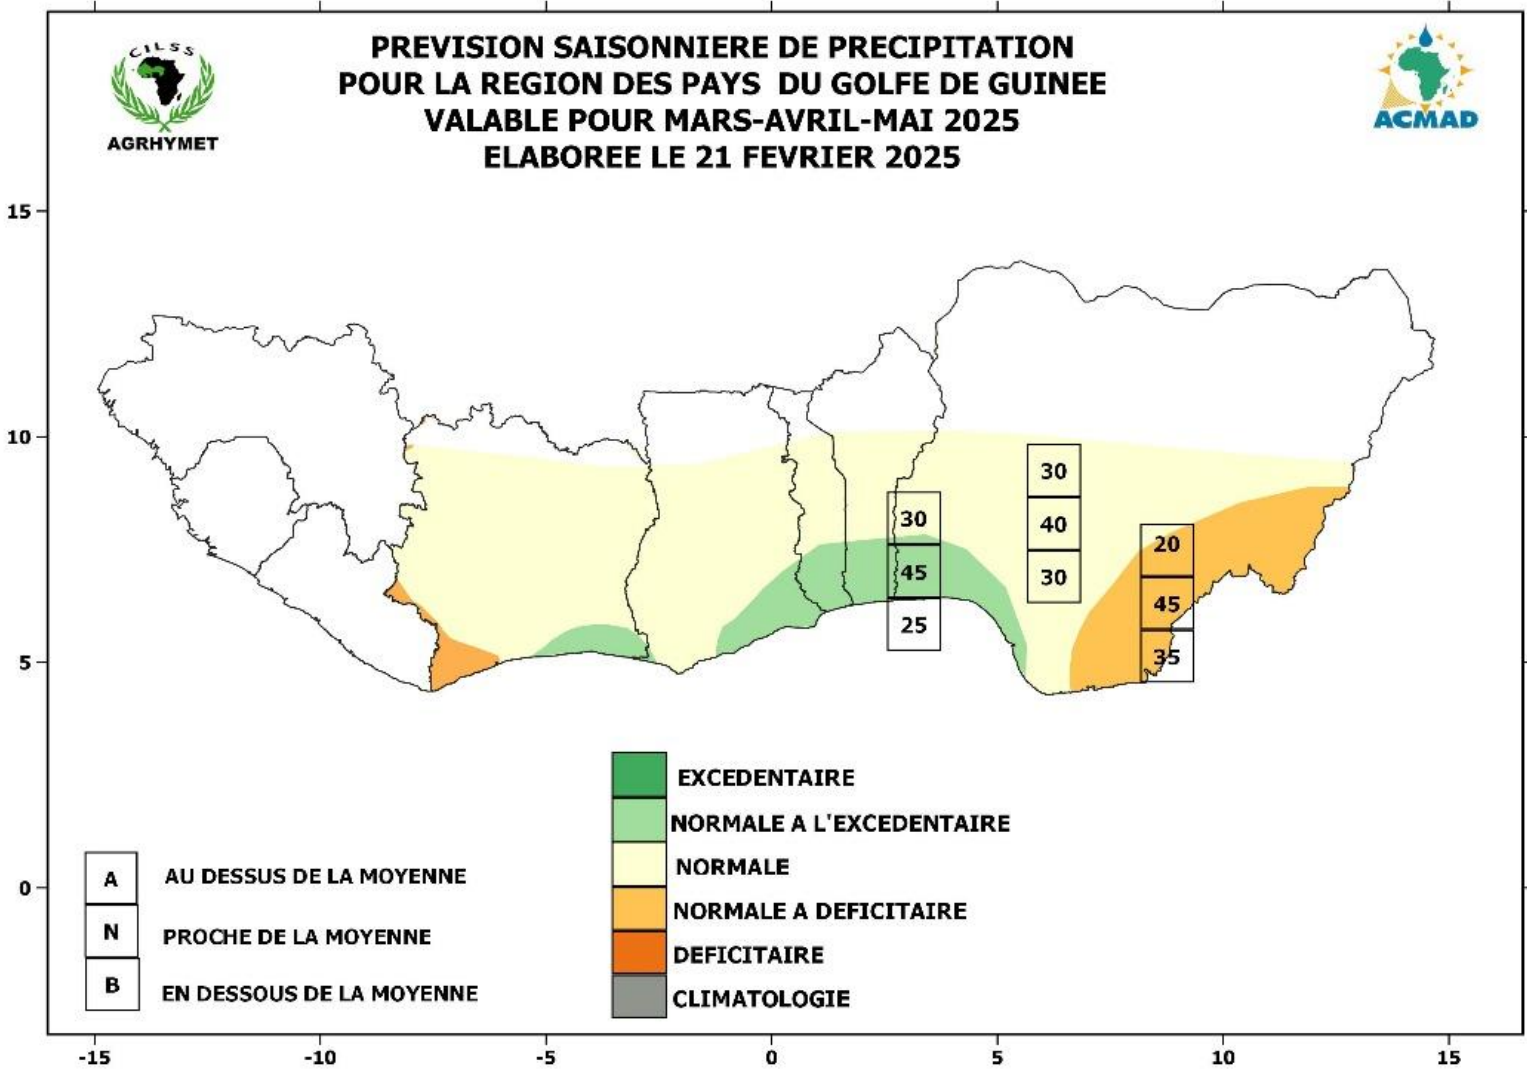 CILSS
AGRHYMET
PREVISION SAISONNIERE DE PRECIPITATION
POUR LA REGION DES PAYS DU GOLFE DE GUINEE
VALABLE POUR MARS-AVRIL-MAI 2025
ELABOREE LE 21 FEVRIER 2025
ACMAD
15
10
5
0
30
45
25
30
40
30
20
45
35
EXCEDENTAIRE
NORMALE A L'EXCEDENTAIRE
NORMALE
NORMALE A DEFICITAIRE
DEFICITAIRE
CLIMATOLOGIE
A AU DESSUS DE LA MOYENNE
N PROCHE DE LA MOYENNE
B EN DESSOUS DE LA MOYENNE
-15 -10 -5 0 5 10 15